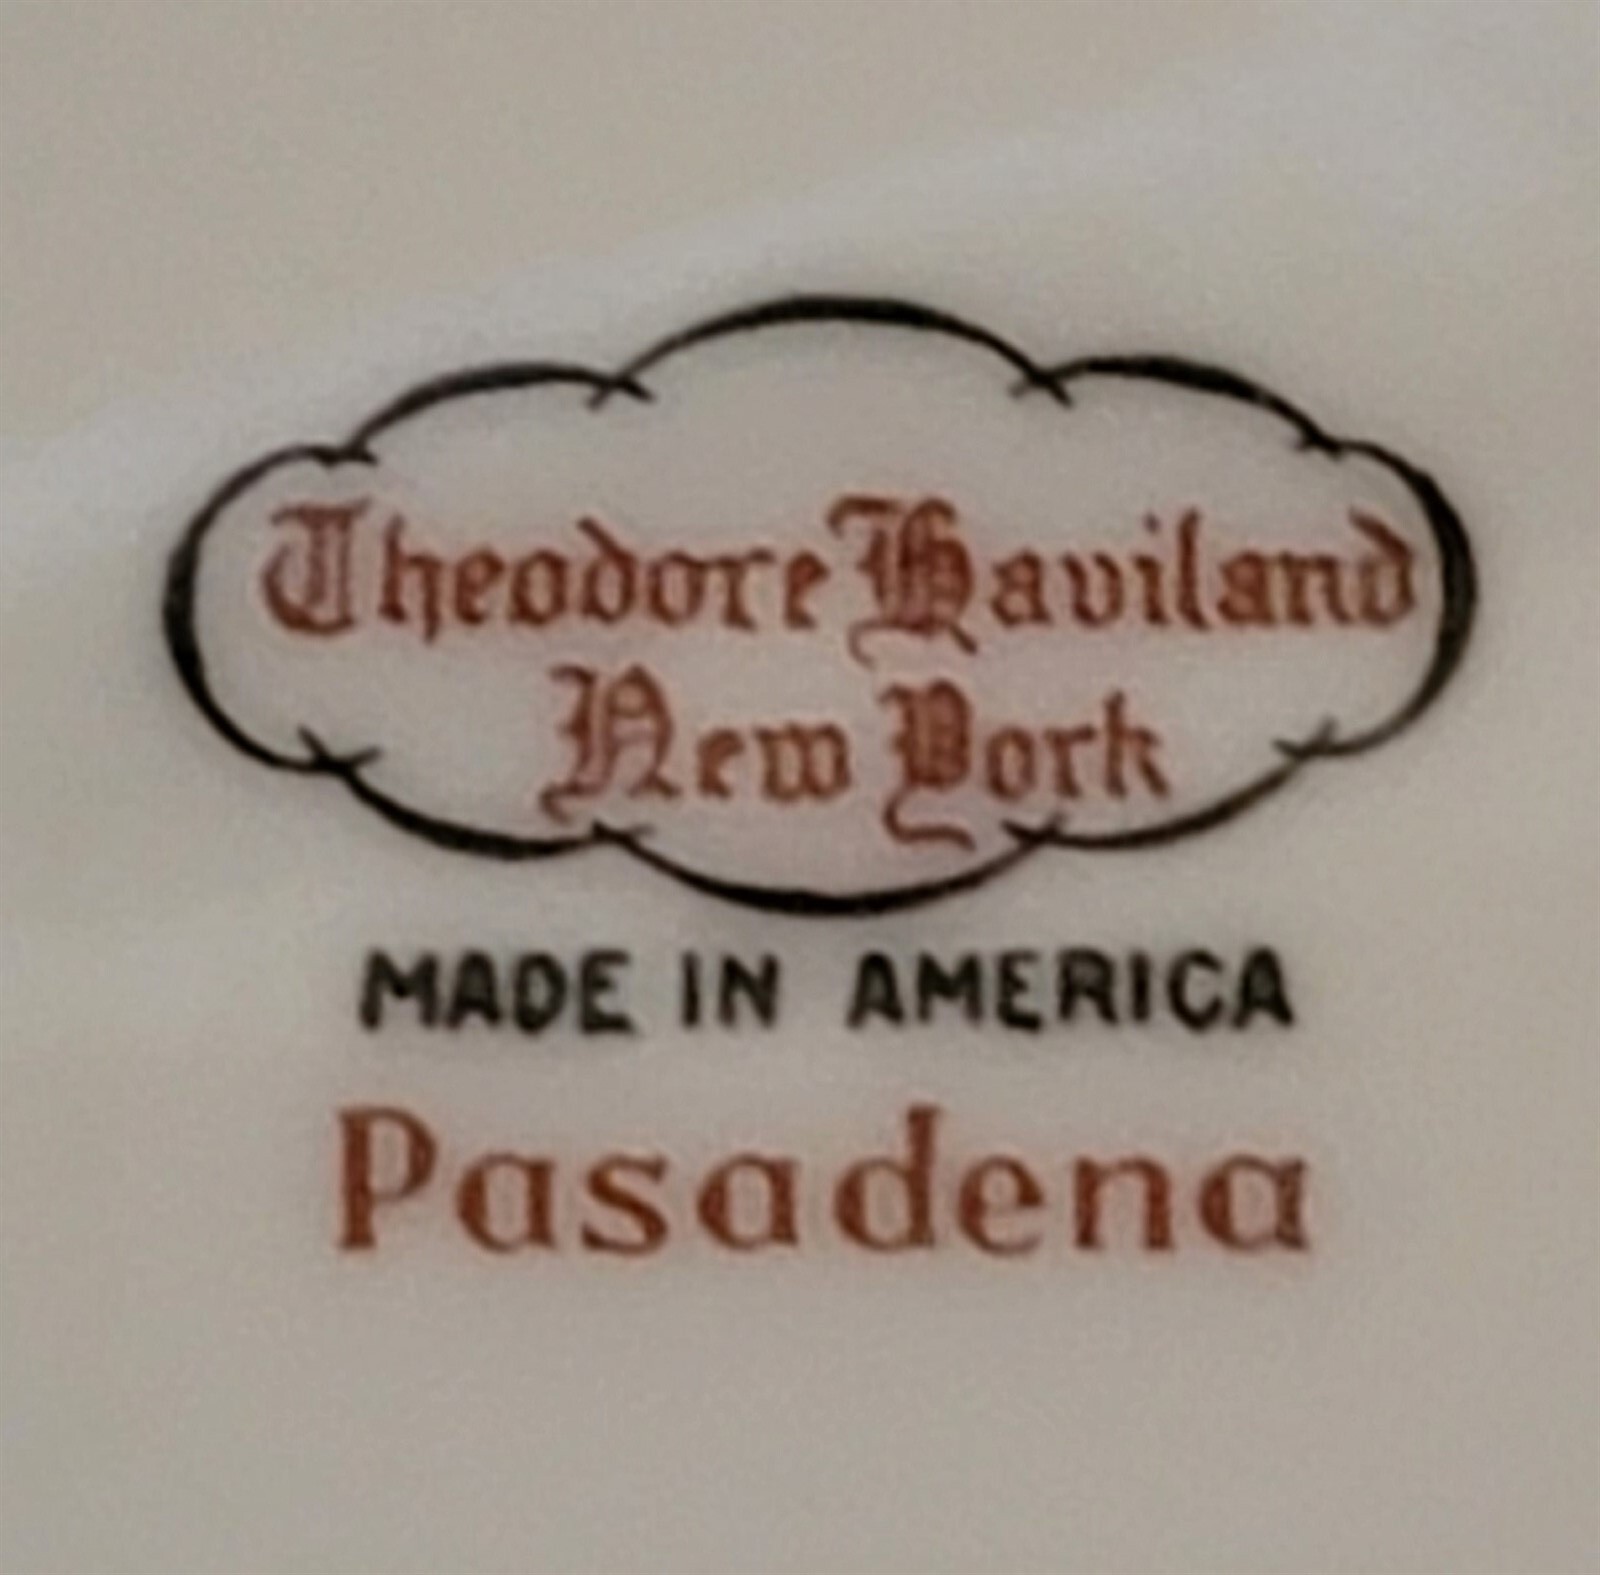 Theodore Haviland
New York
MADE IN AMERICA
Pasadena